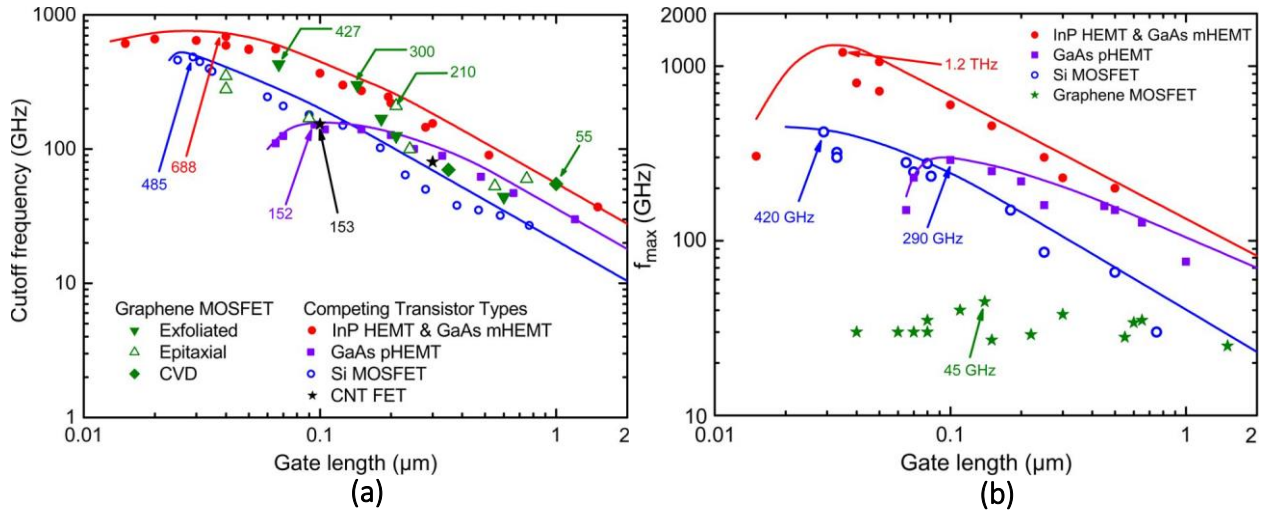 1000
100
10
1
Cutoff frequency (GHz)
427
300
210
55
485
688
152
153
Graphene MOSFET
Exfoliated
Epitaxial
CVD
Competing Transistor Types
InP HEMT & GaAs mHEMT
GaAs pHEMT
Si MOSFET
CNT FET
0.01
0.1
1
2
Gate length (µm)
(a)
2000
1000
100
10
f_max (GHz)
InP HEMT & GaAs mHEMT
GaAs pHEMT
Si MOSFET
Graphene MOSFET
1.2 THz
420 GHz
290 GHz
45 GHz
0.01
0.1
1
2
Gate length (µm)
(b)